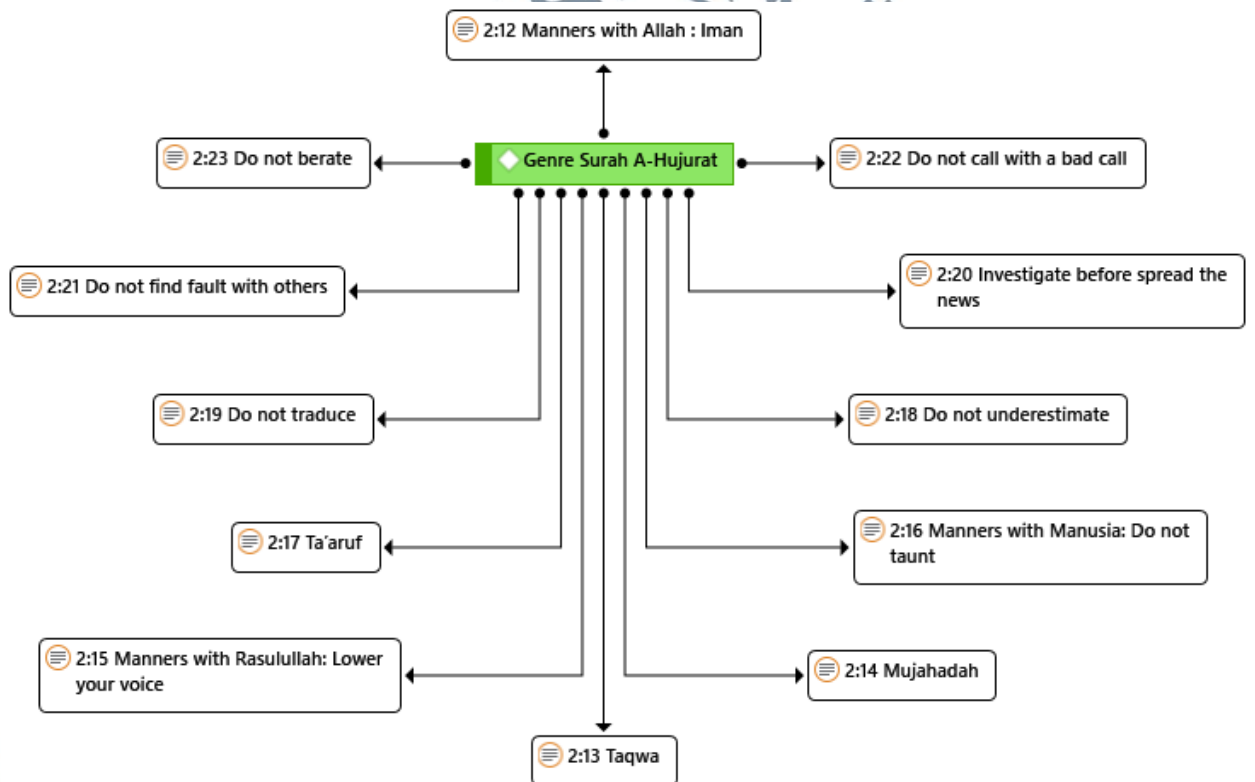 2:12 Manners with Allah : Iman
2:23 Do not berate
Genre Surah A-Hujurat
2:22 Do not call with a bad call
2:21 Do not find fault with others
2:20 Investigate before spread the
news
2:19 Do not traduce
2:18 Do not underestimate
2:17 Ta'aruf
2:16 Manners with Manusia: Do not
taunt
2:15 Manners with Rasulullah: Lower
your voice
2:14 Mujahadah
2:13 Taqwa